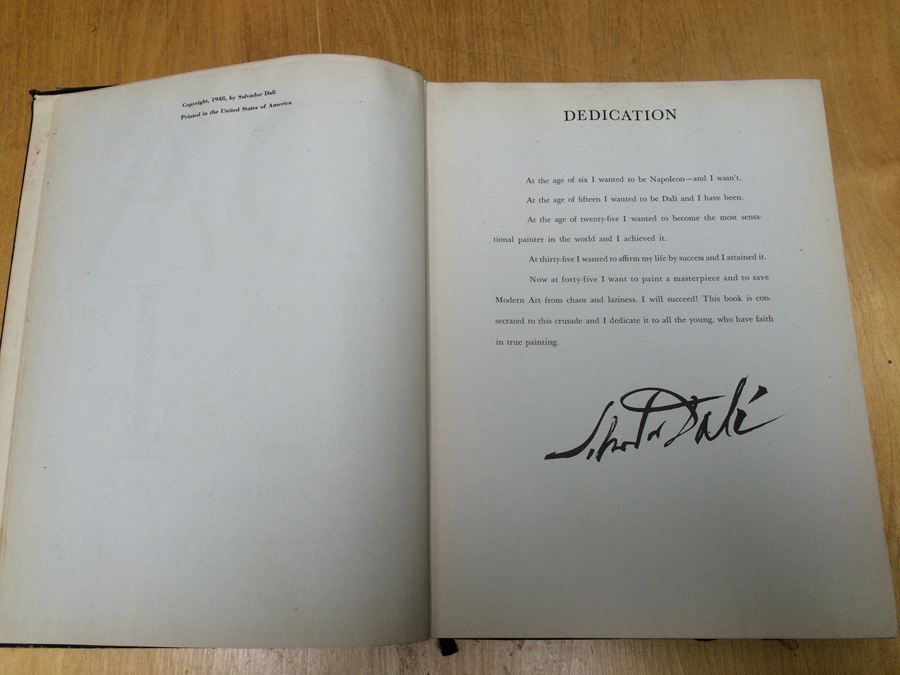 Copyright, 1948, by Salvador Dali
Printed in the United States of America
DEDICATION
At the age of six I wanted to be Napoleon—and I wasn't.
At the age of fifteen I wanted to be Dali and I have been.
At the age of twenty-five I wanted to become the most sensa-
tional painter in the world and I achieved it.
At thirty-five I wanted to affirm my life by success and I attained it.
Now at forty-five I want to paint a masterpiece and to save
Modern Art from chaos and laziness. I will succeed! This book is con-
secrated to this crusade and I dedicate it to all the young, who have faith
in true painting.
Salvador Dalí